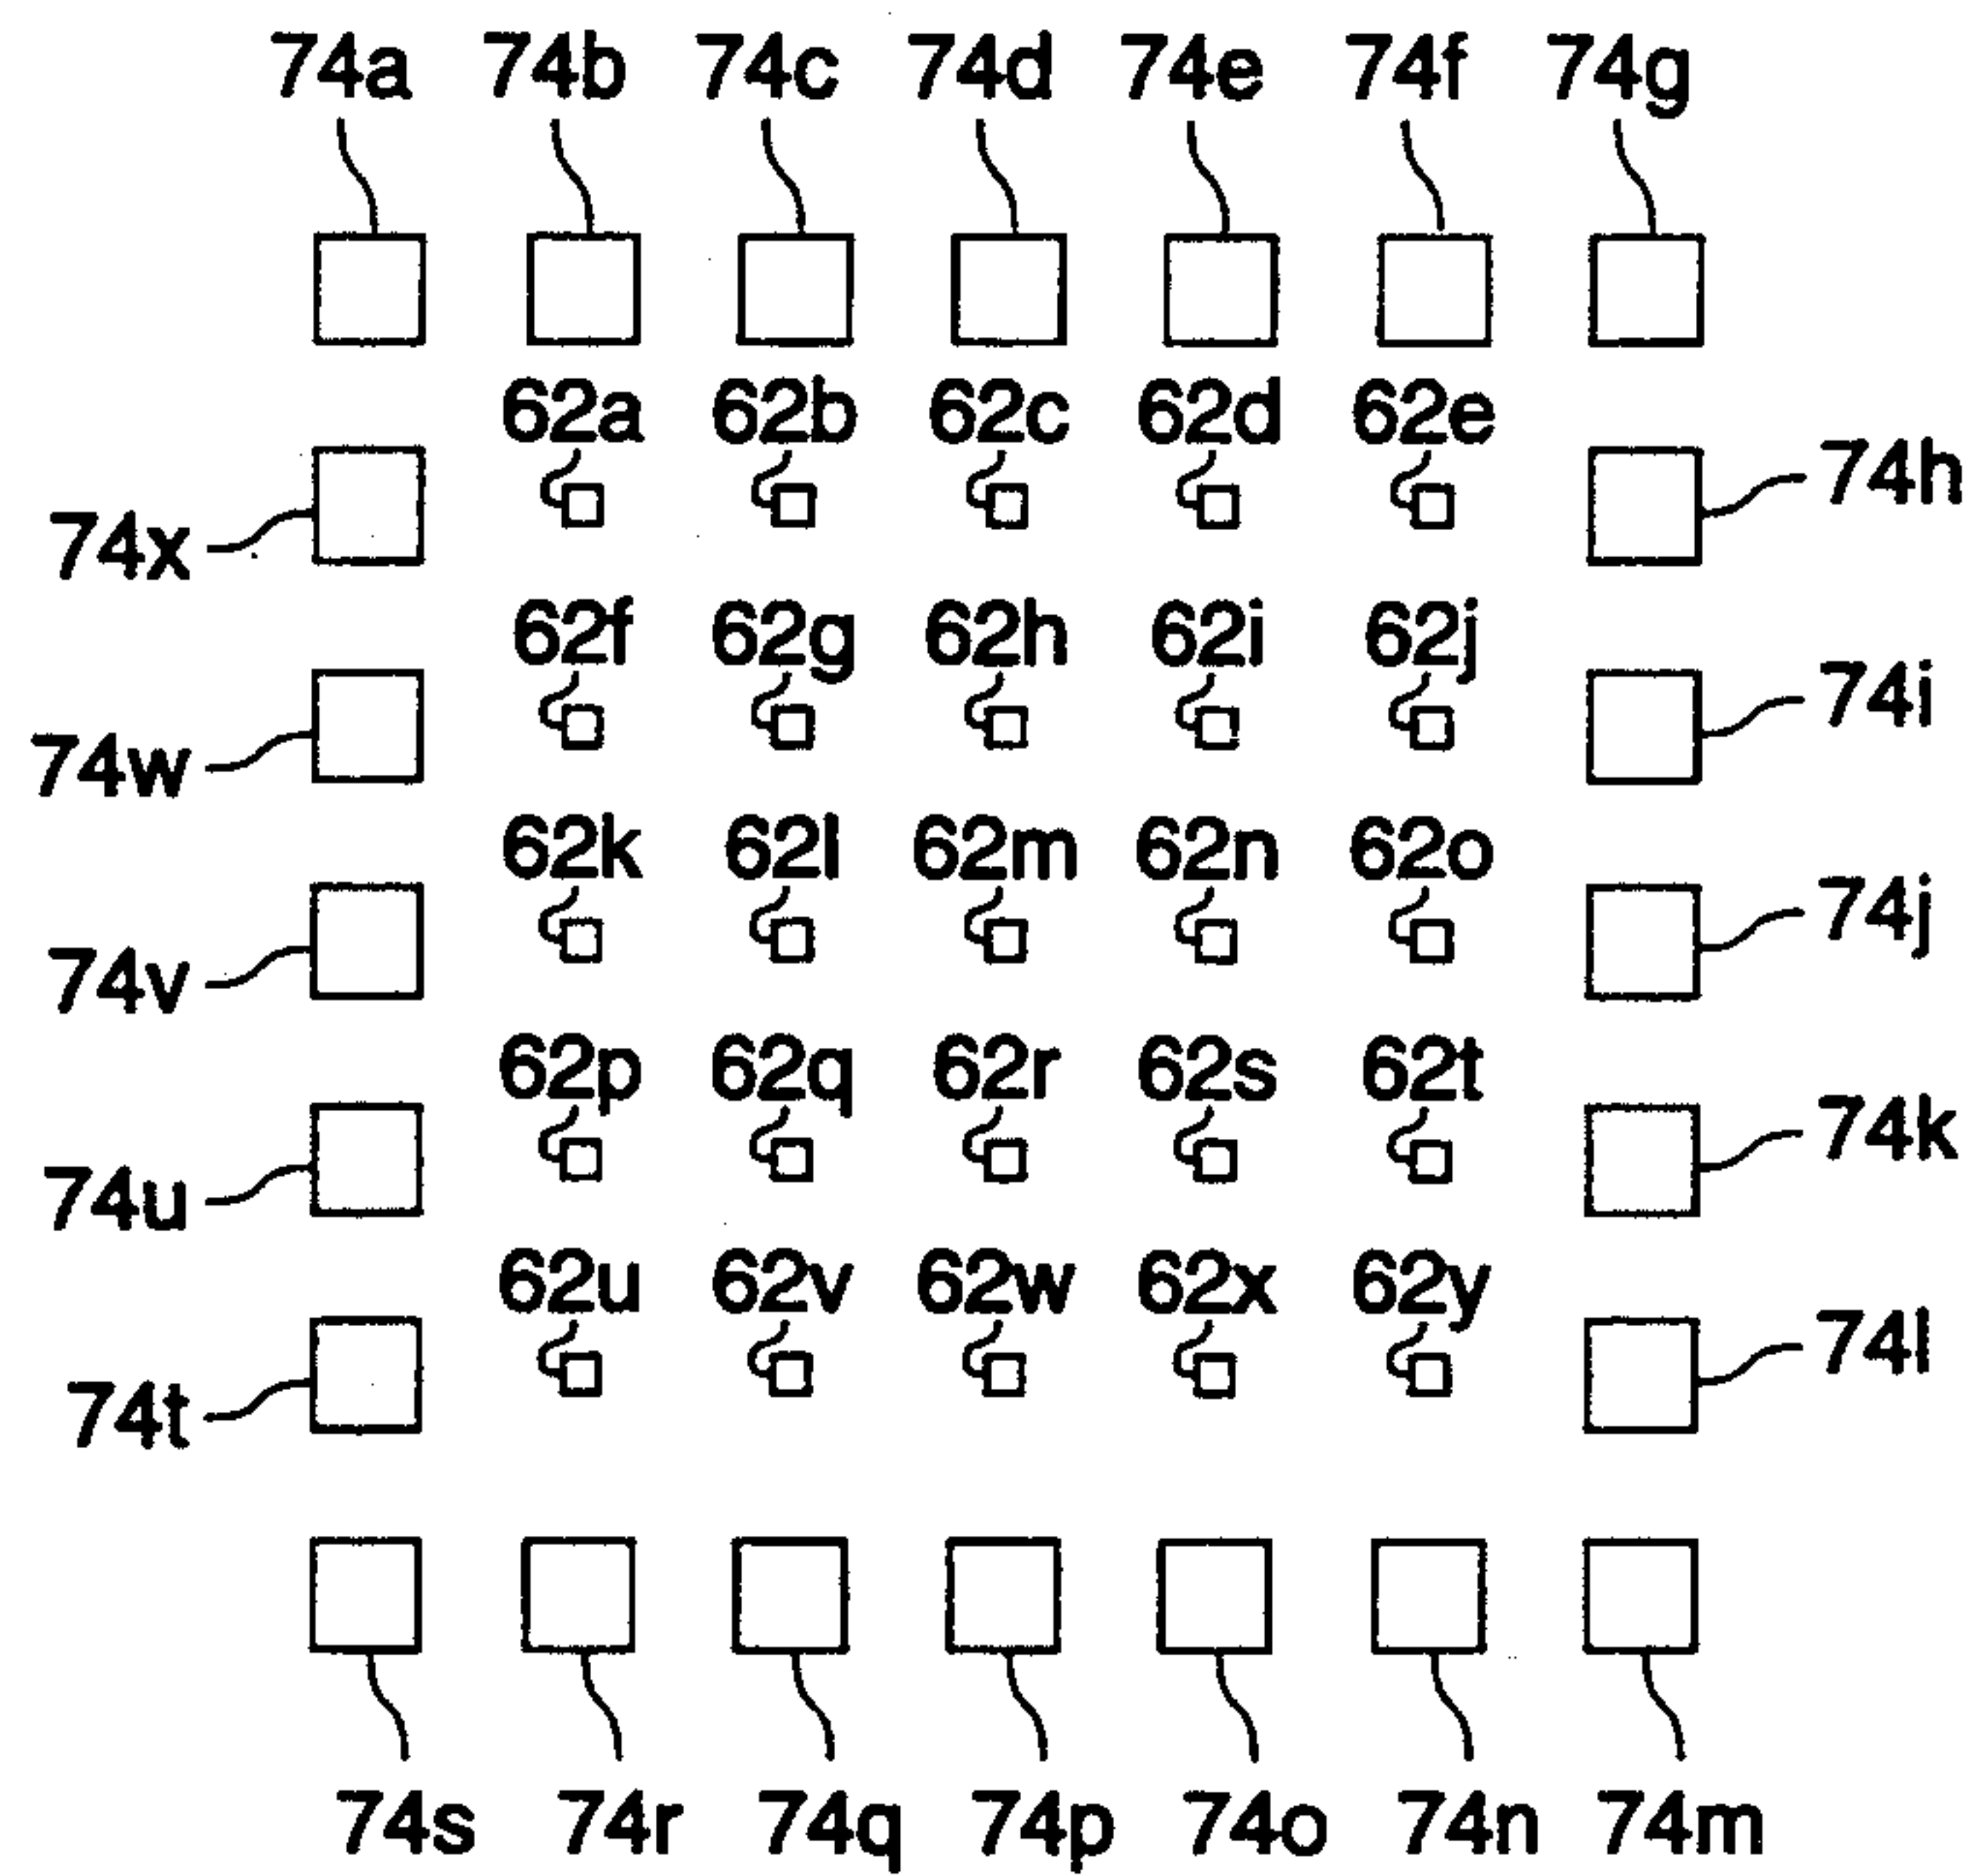 74a 74b 74c 74d 74e 74f 74g
62a 62b 62c 62d 62e
74h
74x
62f 62g 62h 62i 62j
74i
74w
62k 62l 62m 62n 62o
74j
74v
62p 62q 62r 62s 62t
74k
74u
62u 62v 62w 62x 62y
74l
74t
74s 74r 74q 74p 74o 74n 74m